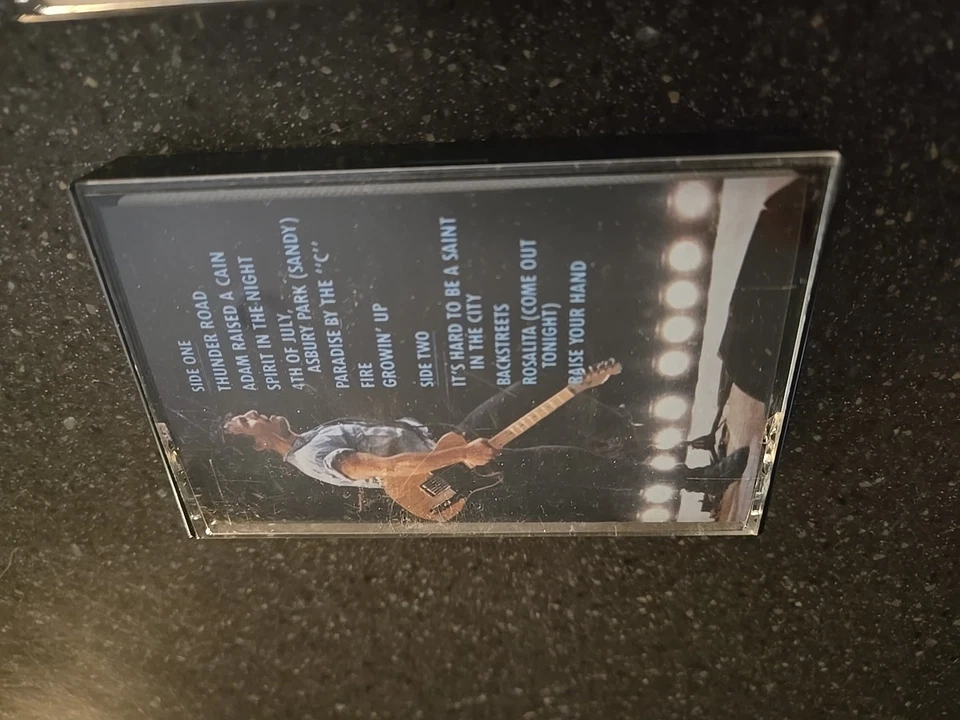 SIDE ONE
THUNDER ROAD
ADAM RAISED A CAIN
SPIRIT IN THE NIGHT
4TH OF JULY,
ASBURY PARK (SANDY)
PARADISE BY THE "C"
FIRE
GROWIN' UP
SIDE TWO
IT'S HARD TO BE A SAINT
IN THE CITY
BACKSTREETS
ROSALITA (COME OUT
TONIGHT)
RAISE YOUR HAND